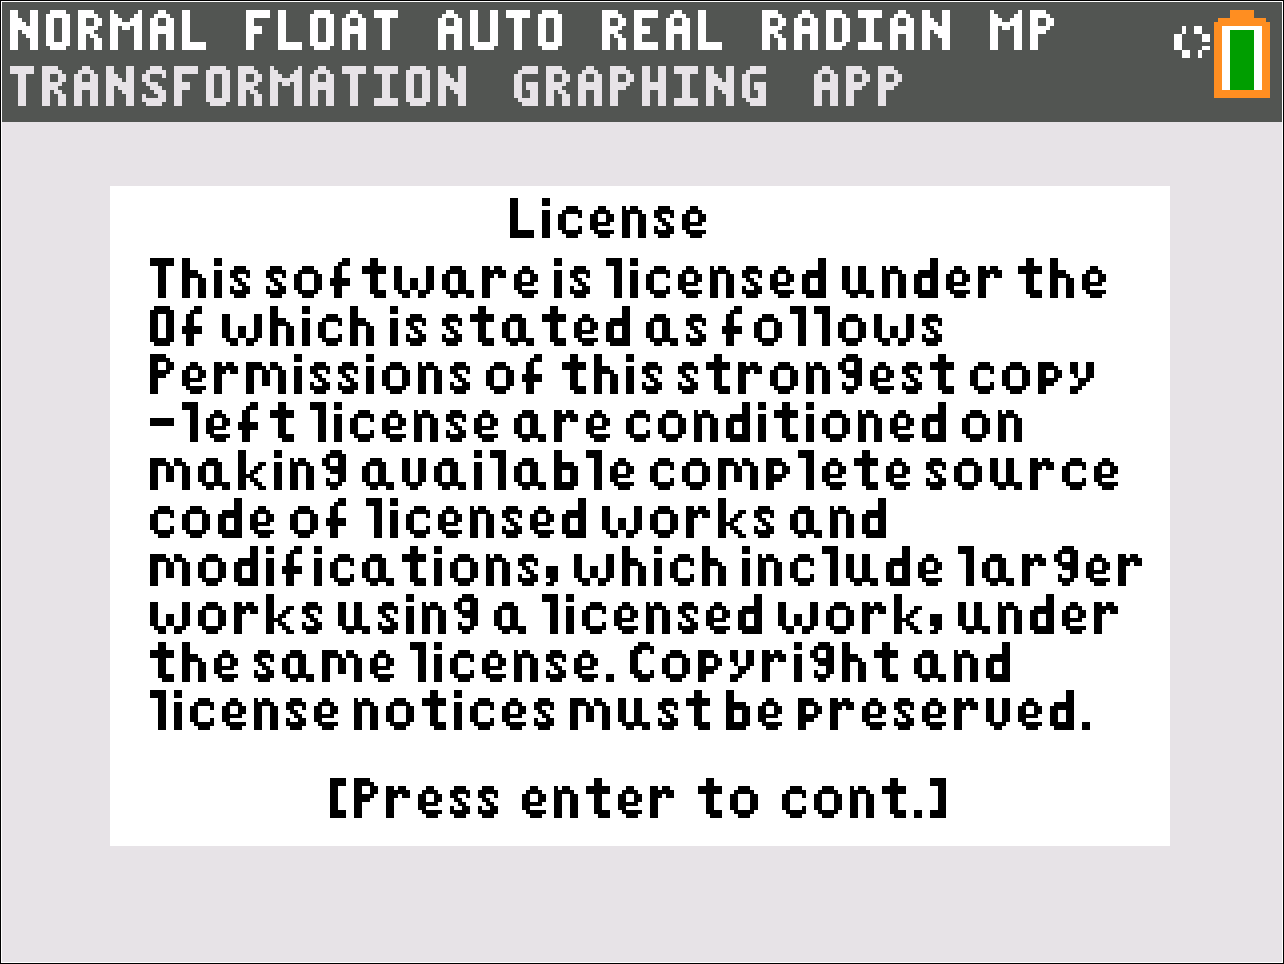 NORMAL FLOAT AUTO REAL RADIAN MP
TRANSFORMATION GRAPHING APP
License
This software is licensed under the
Of which is stated as follows
Permissions of this strongest copy
-left license are conditioned on
making available complete source
code of licensed works and
modifications, which include larger
works using a licensed work, under
the same license. Copyright and
license notices must be preserved.
[Press enter to cont.]